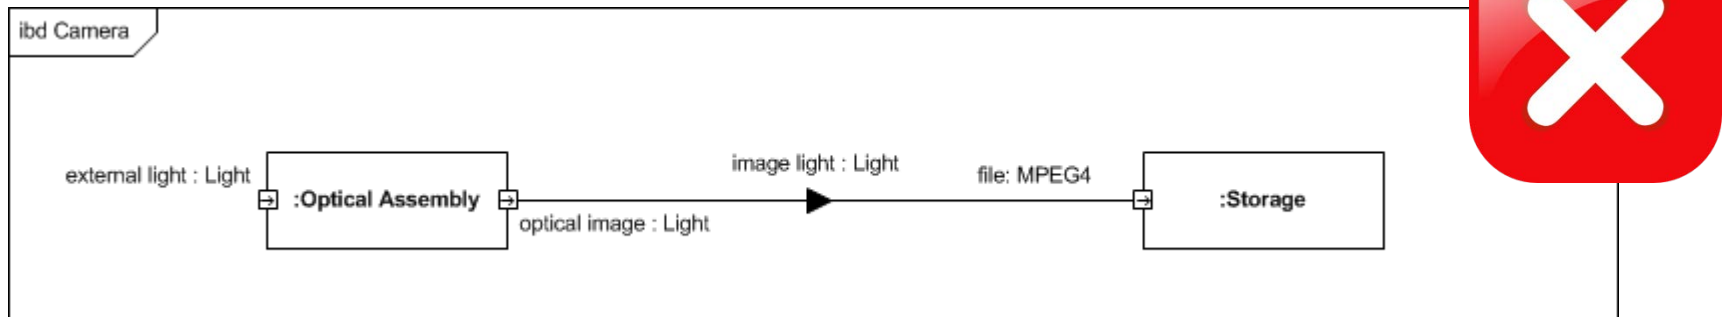 ibd Camera
external light : Light
:Optical Assembly
optical image : Light
image light : Light
file: MPEG4
:Storage